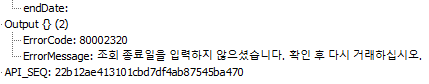 endDate:
Output {} (2)
ErrorCode: 80002320
ErrorMessage: 조회 종료일을 입력하지 않으셨습니다. 확인 후 다시 거래하십시오.
API_SEQ: 22b12ae413101cbd7df4ab87545ba470